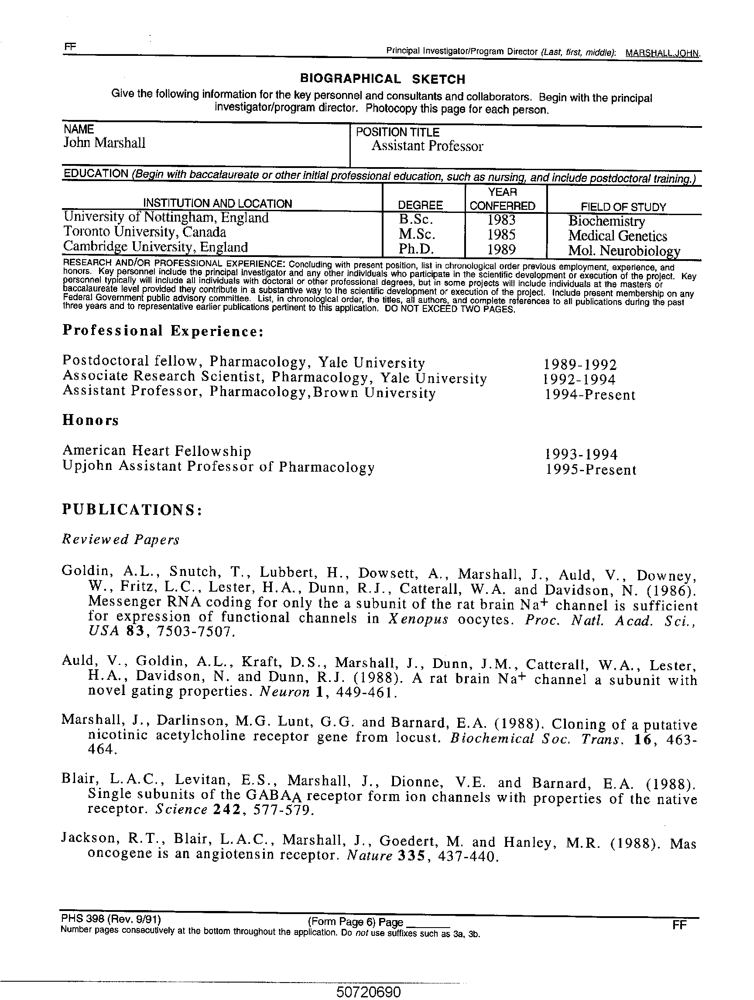 FF
Principal Investigator/Program Director (Last, first, middle): MARSHALL,JOHN.
BIOGRAPHICAL SKETCH
Give the following information for the key personnel and consultants and collaborators. Begin with the principal
investigator/program director. Photocopy this page for each person.
NAME
John Marshall
POSITION TITLE
Assistant Professor
EDUCATION (Begin with baccalaureate or other initial professional education, such as nursing, and include postdoctoral training.)
INSTITUTION AND LOCATION DEGREE YEAR CONFERRED FIELD OF STUDY
University of Nottingham, England B.Sc. 1983 Biochemistry
Toronto University, Canada M.Sc. 1985 Medical Genetics
Cambridge University, England Ph.D. 1989 Mol. Neurobiology
RESEARCH AND/OR PROFESSIONAL EXPERIENCE: Concluding with present position, list in chronological order previous employment, experience, and
honors. Key personnel include the principal investigator and any other individuals who participate in the scientific development or execution of the project. Key
personnel typically will include all individuals with doctoral or other professional degrees, but in some projects will include individuals at the masters or
baccalaureate level provided they contribute in a substantive way to the scientific development or execution of the project. Include present membership on any
Federal Government public advisory committee. List, in chronological order, the titles, all authors, and complete references to all publications during the past
three years and to representative earlier publications pertinent to this application. DO NOT EXCEED TWO PAGES.
Professional Experience:
Postdoctoral fellow, Pharmacology, Yale University 1989-1992
Associate Research Scientist, Pharmacology, Yale University 1992-1994
Assistant Professor, Pharmacology,Brown University 1994-Present
Honors
American Heart Fellowship 1993-1994
Upjohn Assistant Professor of Pharmacology 1995-Present
PUBLICATIONS:
Reviewed Papers
Goldin, A.L., Snutch, T., Lubbert, H., Dowsett, A., Marshall, J., Auld, V., Downey,
W., Fritz, L.C., Lester, H.A., Dunn, R.J., Catterall, W.A. and Davidson, N. (1986).
Messenger RNA coding for only the a subunit of the rat brain Na+ channel is sufficient
for expression of functional channels in Xenopus oocytes. Proc. Natl. Acad. Sci.,
USA 83, 7503-7507.
Auld, V., Goldin, A.L., Kraft, D.S., Marshall, J., Dunn, J.M., Catterall, W.A., Lester,
H.A., Davidson, N. and Dunn, R.J. (1988). A rat brain Na+ channel a subunit with
novel gating properties. Neuron 1, 449-461.
Marshall, J., Darlinson, M.G. Lunt, G.G. and Barnard, E.A. (1988). Cloning of a putative
nicotinic acetylcholine receptor gene from locust. Biochemical Soc. Trans. 16, 463-
464.
Blair, L.A.C., Levitan, E.S., Marshall, J., Dionne, V.E. and Barnard, E.A. (1988).
Single subunits of the GABAA receptor form ion channels with properties of the native
receptor. Science 242, 577-579.
Jackson, R.T., Blair, L.A.C., Marshall, J., Goedert, M. and Hanley, M.R. (1988). Mas
oncogene is an angiotensin receptor. Nature 335, 437-440.
PHS 398 (Rev. 9/91) (Form Page 6) Page ______ FF
Number pages consecutively at the bottom throughout the application. Do not use suffixes such as 3a, 3b.
50720690